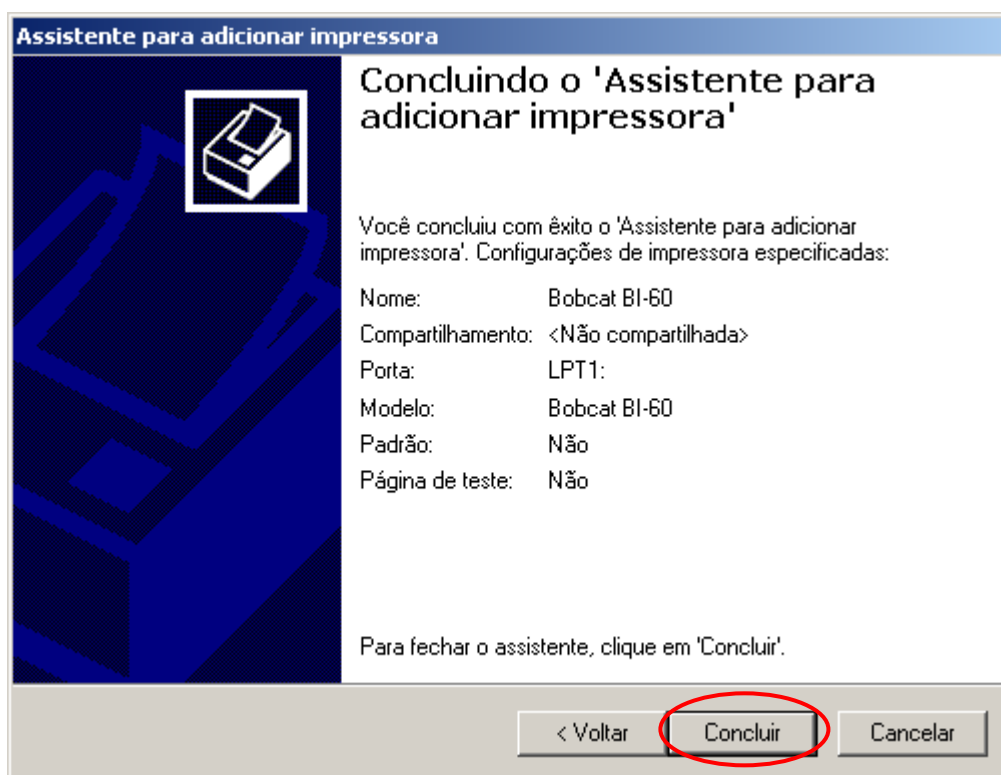 Assistente para adicionar impressora
Concluindo o 'Assistente para
adicionar impressora'
Você concluiu com êxito o 'Assistente para adicionar
impressora'. Configurações de impressora especificadas:
Nome: Bobcat BI-60
Compartilhamento: <Não compartilhada>
Porta: LPT1:
Modelo: Bobcat BI-60
Padrão: Não
Página de teste: Não
Para fechar o assistente, clique em 'Concluir'.
< Voltar Concluir Cancelar